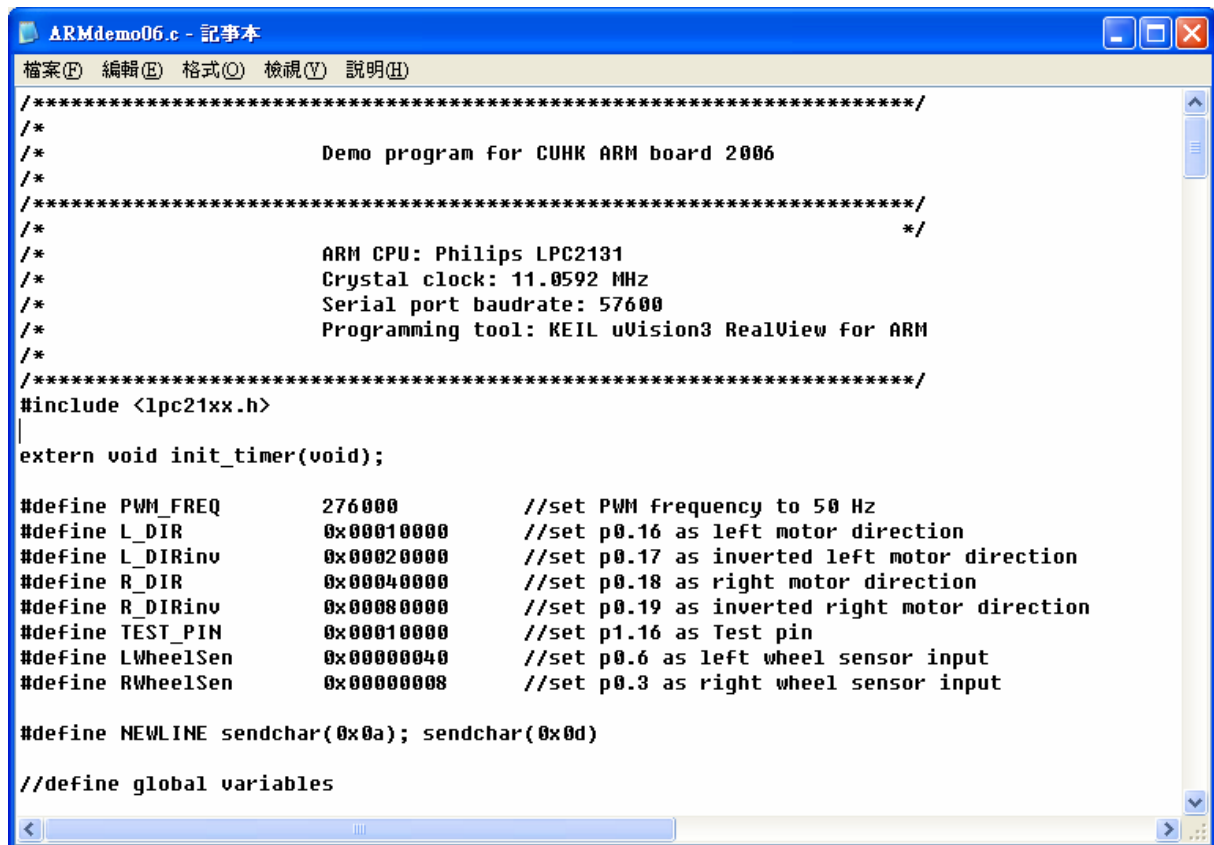 ARMdemo06.c - 記事本
檔案(F) 編輯(E) 格式(O) 檢視(V) 說明(H)
/**********************************************************************/
/*
/* Demo program for CUHK ARM board 2006
/*
/**********************************************************************/
/* */
/* ARM CPU: Philips LPC2131
/* Crystal clock: 11.0592 MHz
/* Serial port baudrate: 57600
/* Programming tool: KEIL uVision3 RealView for ARM
/*
/**********************************************************************/
#include <lpc21xx.h>
extern void init_timer(void);
#define PWM_FREQ 276000 //set PWM frequency to 50 Hz
#define L_DIR 0x00010000 //set p0.16 as left motor direction
#define L_DIRinv 0x00020000 //set p0.17 as inverted left motor direction
#define R_DIR 0x00040000 //set p0.18 as right motor direction
#define R_DIRinv 0x00080000 //set p0.19 as inverted right motor direction
#define TEST_PIN 0x00010000 //set p1.16 as Test pin
#define LWheelSen 0x00000040 //set p0.6 as left wheel sensor input
#define RWheelSen 0x00000008 //set p0.3 as right wheel sensor input
#define NEWLINE sendchar(0x0a); sendchar(0x0d)
//define global variables